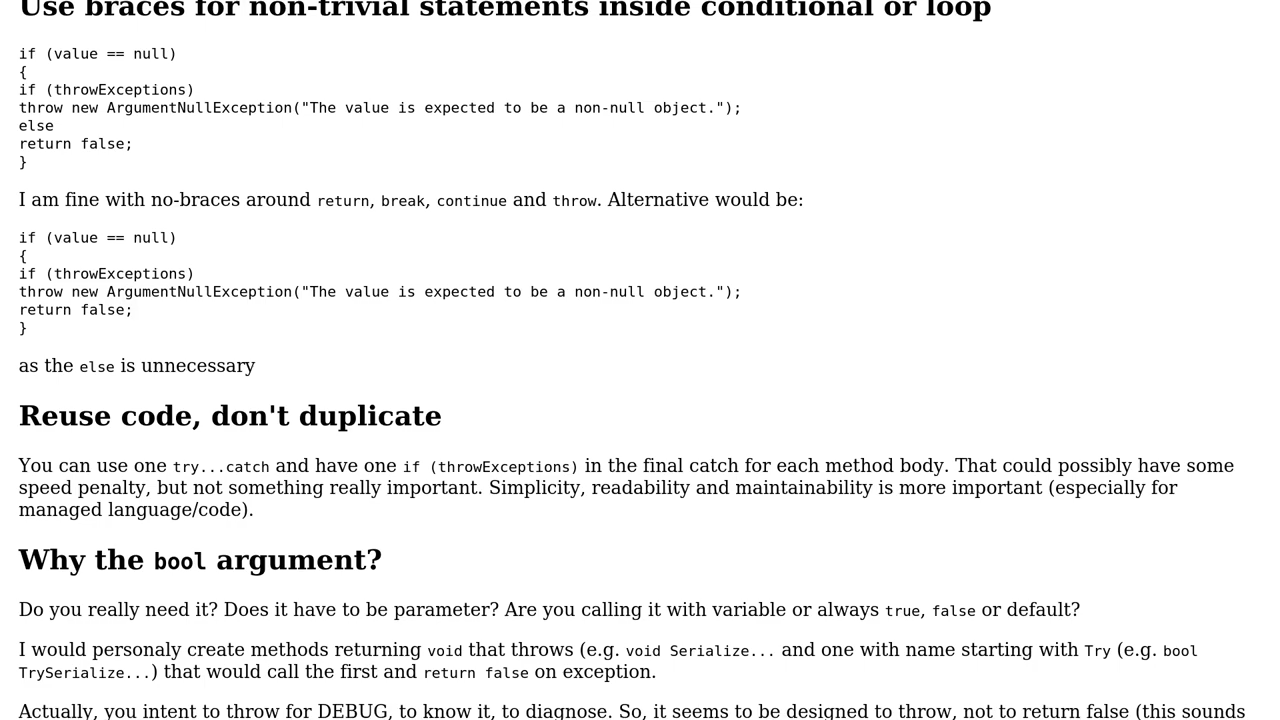 Use braces for non-trivial statements inside conditional or loop
if (value == null)
{
if (throwExceptions)
throw new ArgumentNullException("The value is expected to be a non-null object.");
else
return false;
}
I am fine with no-braces around return, break, continue and throw. Alternative would be:
if (value == null)
{
if (throwExceptions)
throw new ArgumentNullException("The value is expected to be a non-null object.");
return false;
}
as the else is unnecessary
Reuse code, don't duplicate
You can use one try...catch and have one if (throwExceptions) in the final catch for each method body. That could possibly have some
speed penalty, but not something really important. Simplicity, readability and maintainability is more important (especially for
managed language/code).
Why the bool argument?
Do you really need it? Does it have to be parameter? Are you calling it with variable or always true, false or default?
I would personaly create methods returning void that throws (e.g. void Serialize... and one with name starting with Try (e.g. bool
TrySerialize...) that would call the first and return false on exception.
Actually, you intent to throw for DEBUG, to know it, to diagnose. So, it seems to be designed to throw, not to return false (this sounds